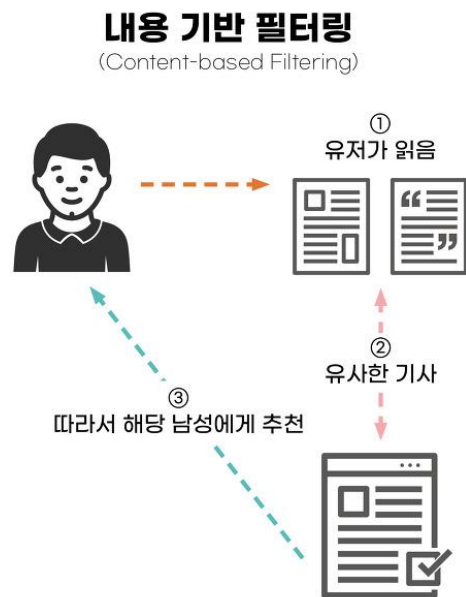 내용 기반 필터링
(Content-based Filtering)
①
유저가 읽음
②
유사한 기사
③
따라서 해당 남성에게 추천